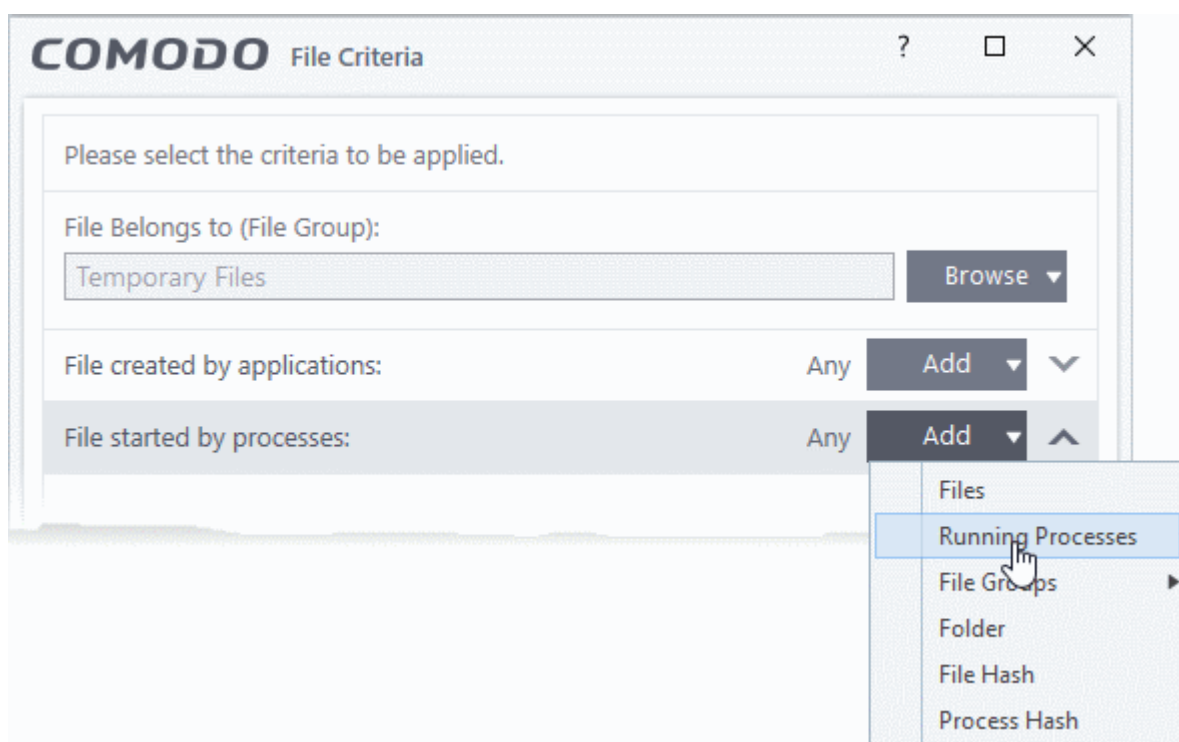 COMODO File Criteria ?
Please select the criteria to be applied.
File Belongs to (File Group):
Temporary Files Browse
File created by applications: Any Add
File started by processes: Any Add
Files
Running Processes
File Groups
Folder
File Hash
Process Hash